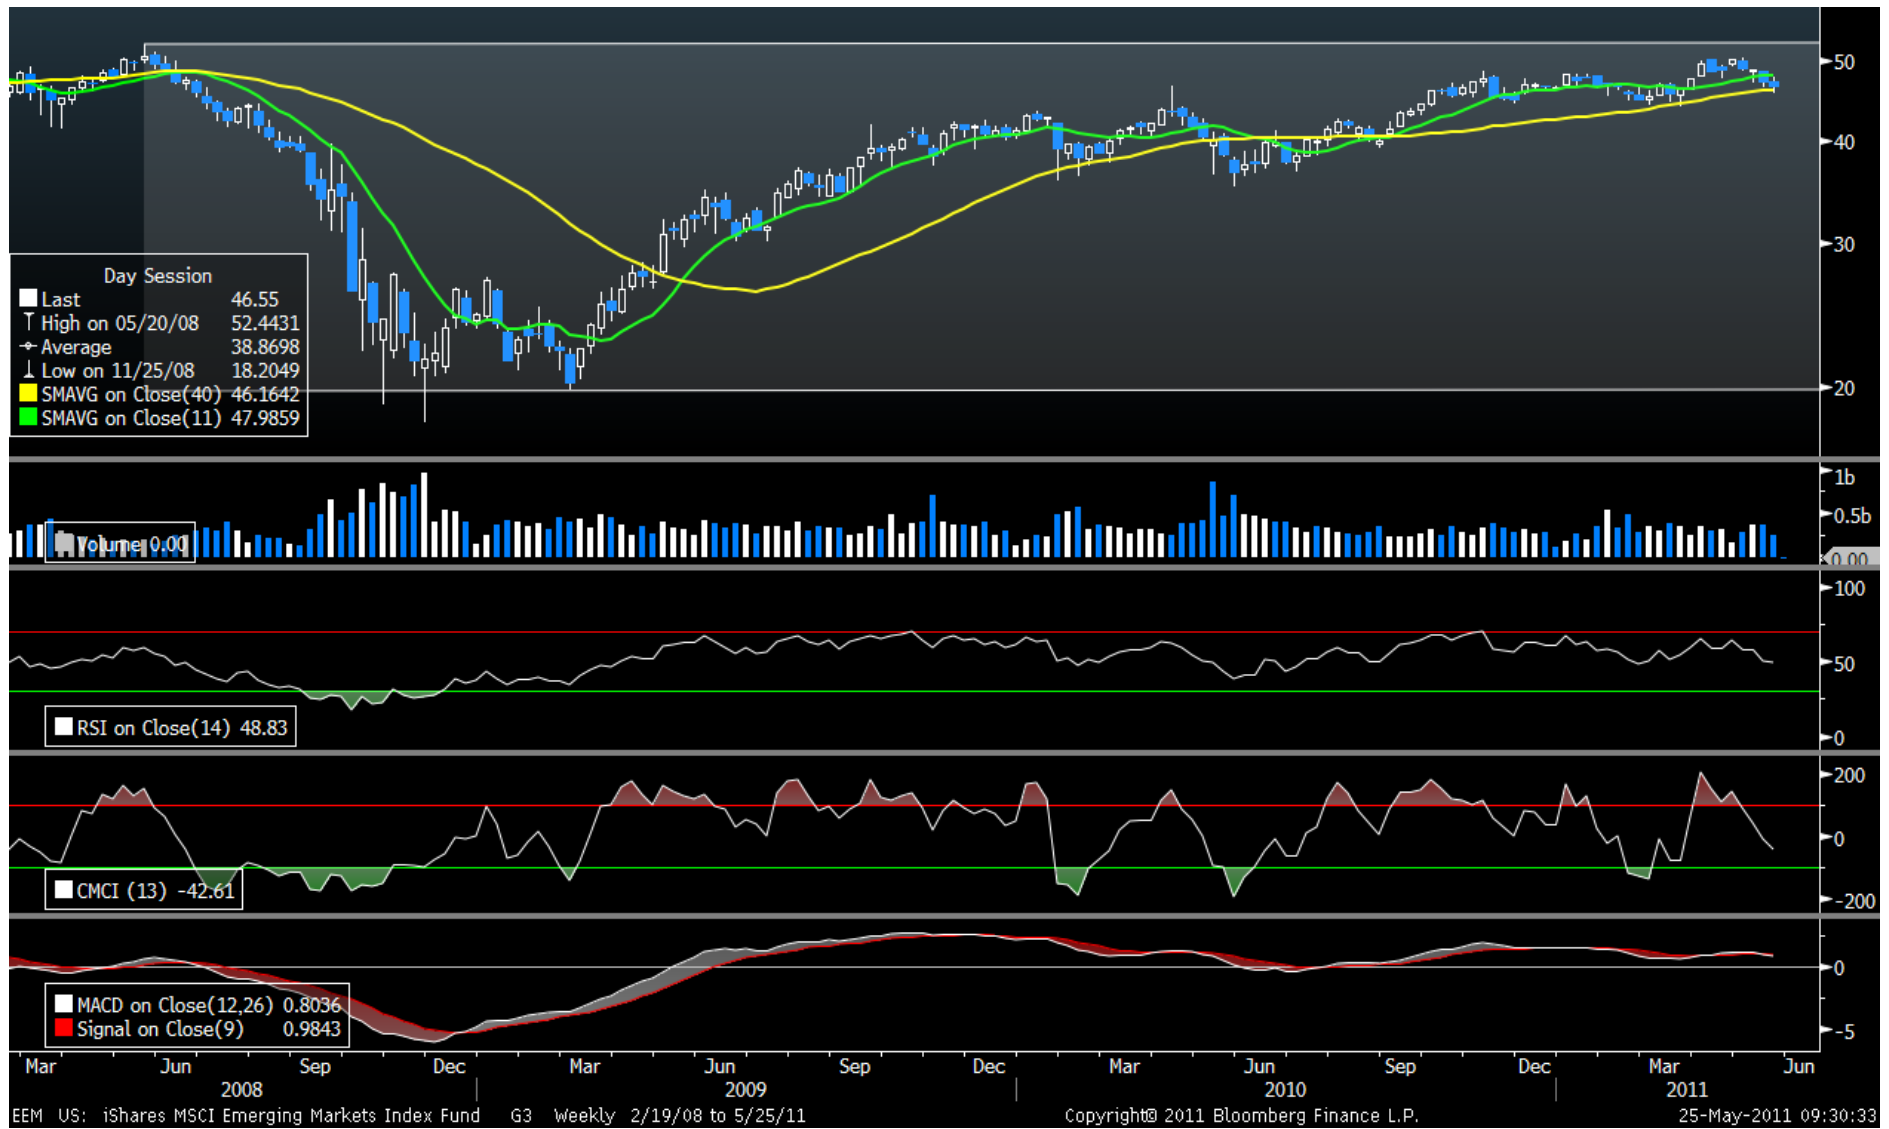 50
40
30
20
Day Session
Last 46.55
High on 05/20/08 52.4431
Average 38.8698
Low on 11/25/08 18.2049
SMAVG on Close(40) 46.1642
SMAVG on Close(11) 47.9859
1b
0.5b
0.00
Volume 0.00
100
50
0
RSI on Close(14) 48.83
200
0
-200
CMCI (13) -42.61
0
-5
MACD on Close(12,26) 0.8036
Signal on Close(9) 0.9843
Mar Jun Sep Dec Mar Jun Sep Dec Mar Jun Sep Dec Mar Jun
2008 2009 2010 2011
EEM US: iShares MSCI Emerging Markets Index Fund G3 Weekly 2/19/08 to 5/25/11 Copyright© 2011 Bloomberg Finance L.P. 25-May-2011 09:30:33